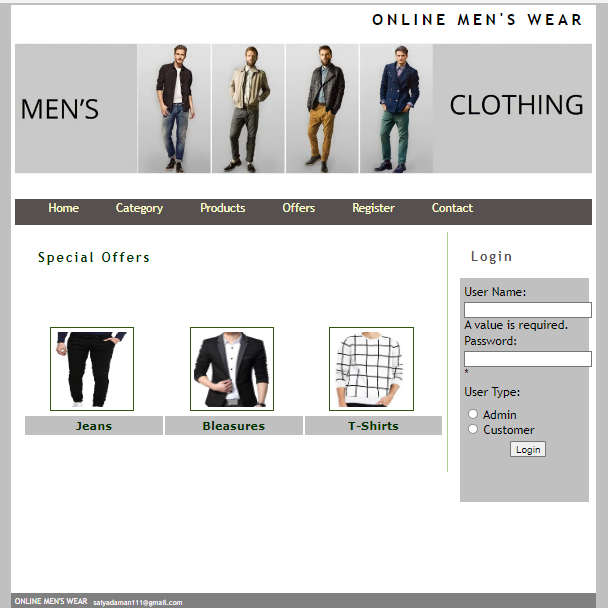 ONLINE MEN'S WEAR
MEN'S
CLOTHING
Home Category Products Offers Register Contact
Special Offers
Jeans
Bleasures
T-Shirts
Login
User Name:
A value is required.
Password:
*
User Type:
Admin
Customer
Login
ONLINE MEN'S WEAR saiyadaman111@gmail.com